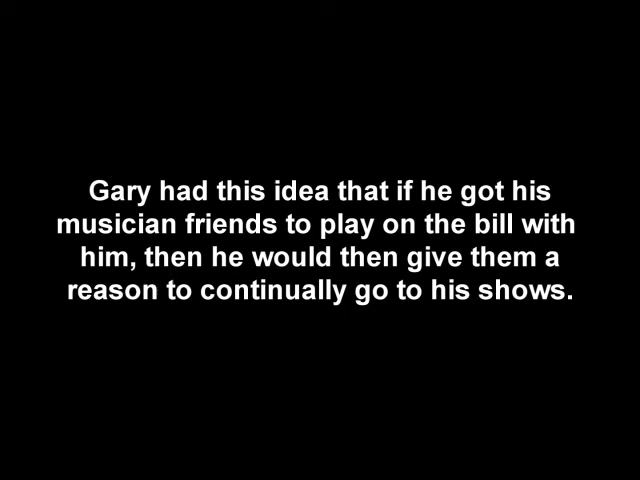 Gary had this idea that if he got his
musician friends to play on the bill with
him, then he would then give them a
reason to continually go to his shows.